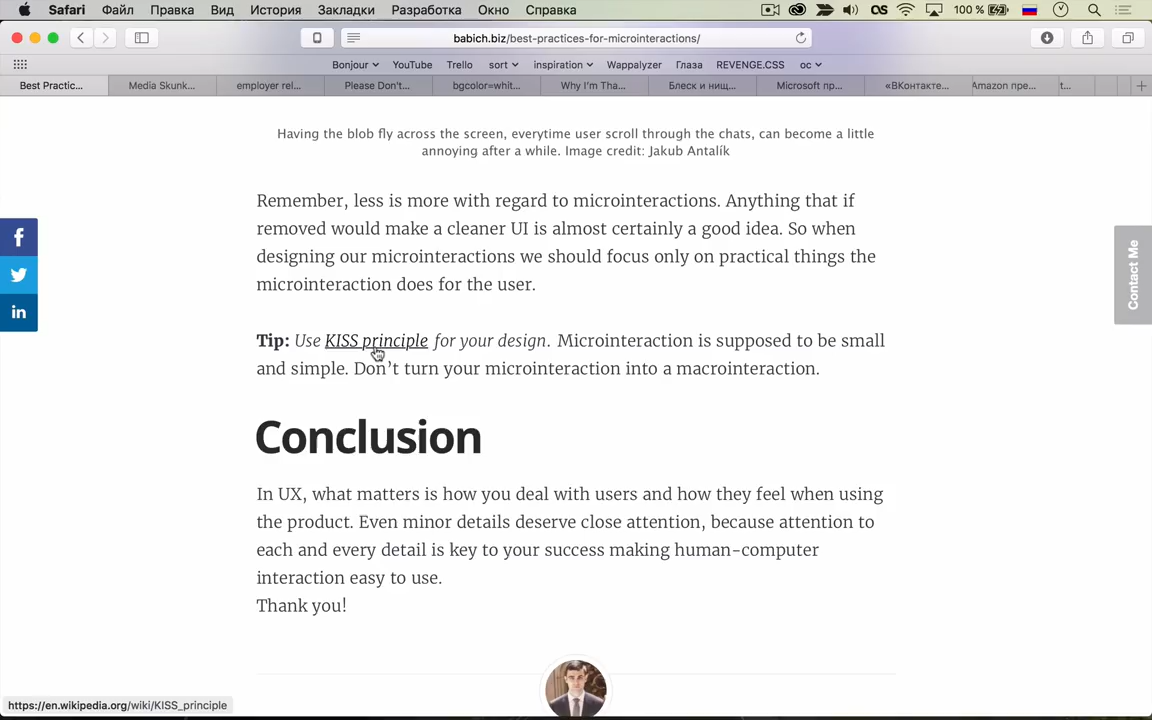 Safari Файл Правка Вид История Закладки Разработка Окно Справка 100 %
babich.biz/best-practices-for-microinteractions/
Bonjour YouTube Trello sort inspiration Wappalyzer Глаза REVENGE.CSS ос
Best Practic... Media Skunk... employer rel... Please Don't... bgcolor=whit... Why I'm Tha... Блеск и нищ... Microsoft пр... «ВКонтакте... Amazon пре... t...
Having the blob fly across the screen, everytime user scroll through the chats, can become a little
annoying after a while. Image credit: Jakub Antalík
Remember, less is more with regard to microinteractions. Anything that if
removed would make a cleaner UI is almost certainly a good idea. So when
designing our microinteractions we should focus only on practical things the
microinteraction does for the user.
Contact Me
Tip: Use KISS principle for your design. Microinteraction is supposed to be small
and simple. Don't turn your microinteraction into a macrointeraction.
Conclusion
In UX, what matters is how you deal with users and how they feel when using
the product. Even minor details deserve close attention, because attention to
each and every detail is key to your success making human-computer
interaction easy to use.
Thank you!
https://en.wikipedia.org/wiki/KISS_principle